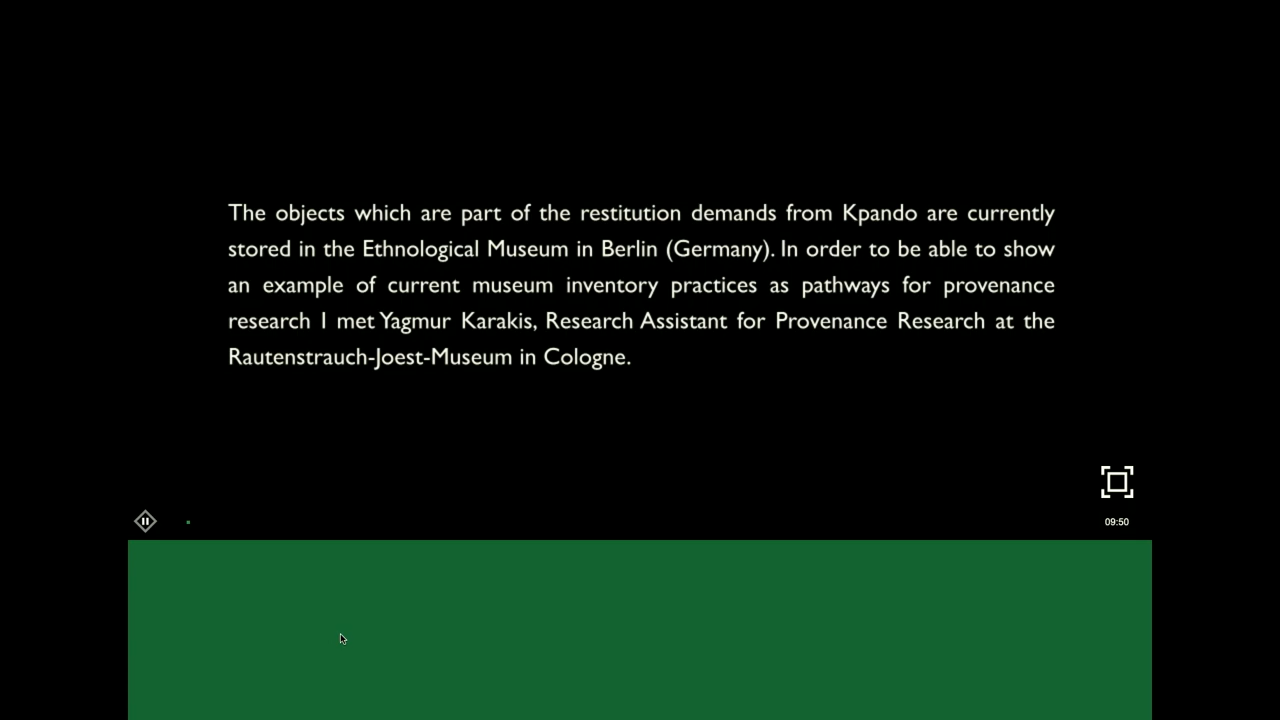 The objects which are part of the restitution demands from Kpando are currently
stored in the Ethnological Museum in Berlin (Germany). In order to be able to show
an example of current museum inventory practices as pathways for provenance
research I met Yagmur Karakis, Research Assistant for Provenance Research at the
Rautenstrauch-Joest-Museum in Cologne.
09:50